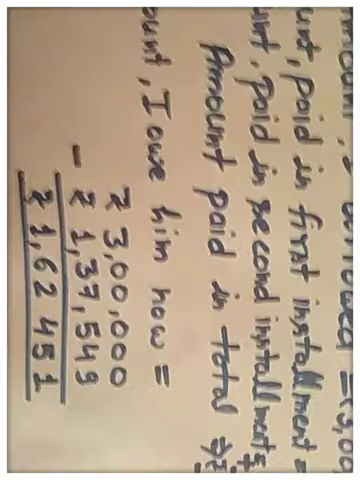 borrowed = ₹3,00
unt, paid in first installment =
unt, paid in second installment =
Amount paid in total ⇒ ₹
ount, I owe him now =
₹ 3,00,000
- ₹ 1,37,549
₹ 1,62 451